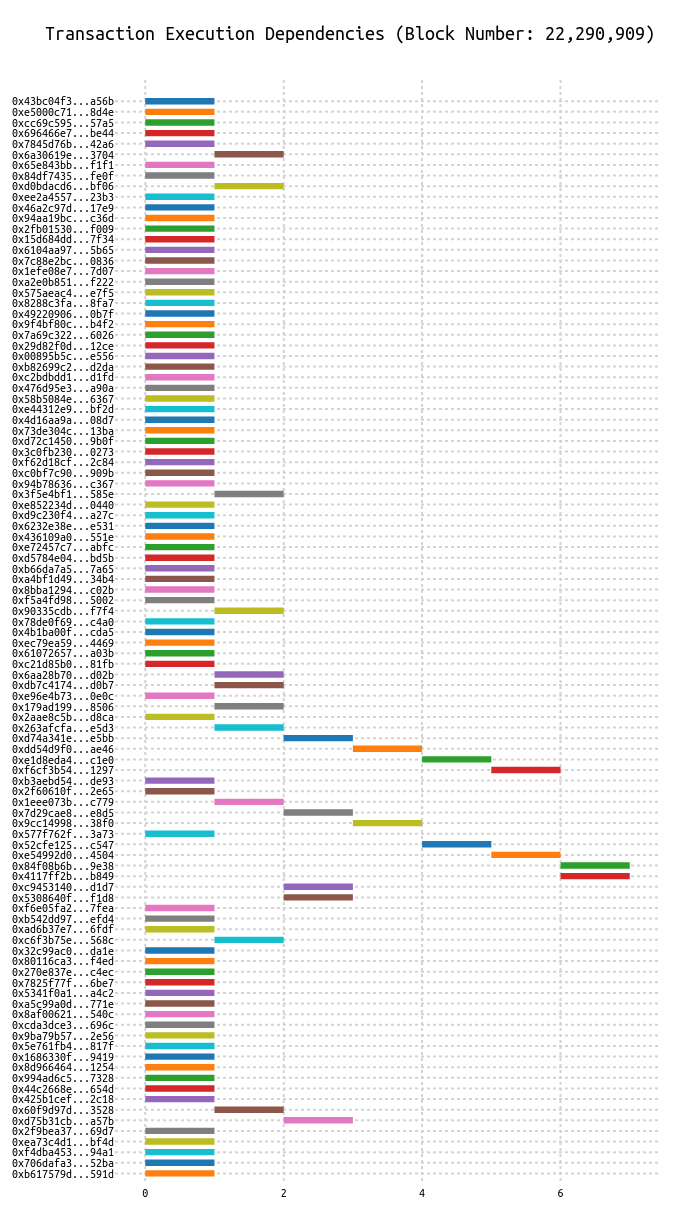 Transaction Execution Dependencies (Block Number: 22,290,909)
0x43bc04f3...a56b
0xe5000c71...8d4e
0xcc69c595...57a5
0x696466e7...be44
0x7845d76b...42a6
0x6a30619e...3704
0x65e843bb...f1f1
0x84df7435...fe0f
0xd0bdacd6...bf06
0xee2a4557...23b3
0x46a2c97d...17e9
0x94aa19bc...c36d
0x2fb01530...f009
0x15d684dd...7f34
0x6104aa97...5b65
0x7c88e2bc...0836
0x1efe08e7...7d07
0xa2e0b851...f222
0x575aeac4...e7f5
0x8288c3fa...8fa7
0x49220906...0b7f
0x9f4bf80c...b4f2
0x7a69c322...6026
0x29d82f0d...12ce
0x00895b5c...e556
0xb82699c2...d2da
0xc2bdbdd1...d1fd
0x476d95e3...a90a
0x58b5084e...6367
0xe44312e9...bf2d
0x4d16aa9a...08d7
0x73de304c...13ba
0xd72c1450...9b0f
0x3c0fb230...0273
0xf62d18cf...2c84
0xc0bf7c90...909b
0x94b78636...c367
0x3f5e4bf1...585e
0xe852234d...0440
0xd9c230f4...a27c
0x6232e38e...e531
0x436109a0...551e
0xe72457c7...abfc
0xd5784e04...bd5b
0xb66da7a5...7a65
0xa4bf1d49...34b4
0x8bba1294...c02b
0xf5a4fd98...5002
0x90335cdb...f7f4
0x78de0f69...c4a0
0x4b1ba00f...cda5
0xec79ea59...4469
0x61072657...a03b
0xc21d85b0...81fb
0x6aa28b70...d02b
0xdb7c4174...d0b7
0xe96e4b73...0e0c
0x179ad199...8506
0x2aae8c5b...d8ca
0x263afcfa...e5d3
0xd74a341e...e5bb
0xdd54d9f0...ae46
0xe1d8eda4...c1e0
0xf6cf3b54...1297
0xb3aebd54...de93
0x2f60610f...2e65
0x1eee073b...c779
0x7d29cae8...e8d5
0x9cc14998...38f0
0x577f762f...3a73
0x52cfe125...c547
0xe54992d0...4504
0x84f08b6b...9e38
0x4117ff2b...b849
0xc9453140...d1d7
0x5308640f...f1d8
0xf6e05fa2...7fea
0xb542dd97...efd4
0xad6b37e7...6fdf
0xc6f3b75e...568c
0x32c99ac0...da1e
0x80116ca3...f4ed
0x270e837e...c4ec
0x7825f77f...6be7
0x5341f0a1...a4c2
0xa5c99a0d...771e
0x8af00621...540c
0xcda3dce3...696c
0x9ba79b57...2e56
0x5e761fb4...817f
0x1686330f...9419
0x8d966464...1254
0x994ad6c5...7328
0x44c2668e...654d
0x425b1cef...2c18
0x60f9d97d...3528
0xd75b31cb...a57b
0x2f9bea37...69d7
0xea73c4d1...bf4d
0xf4dba453...94a1
0x706dafa3...52ba
0xb617579d...591d
0 2 4 6